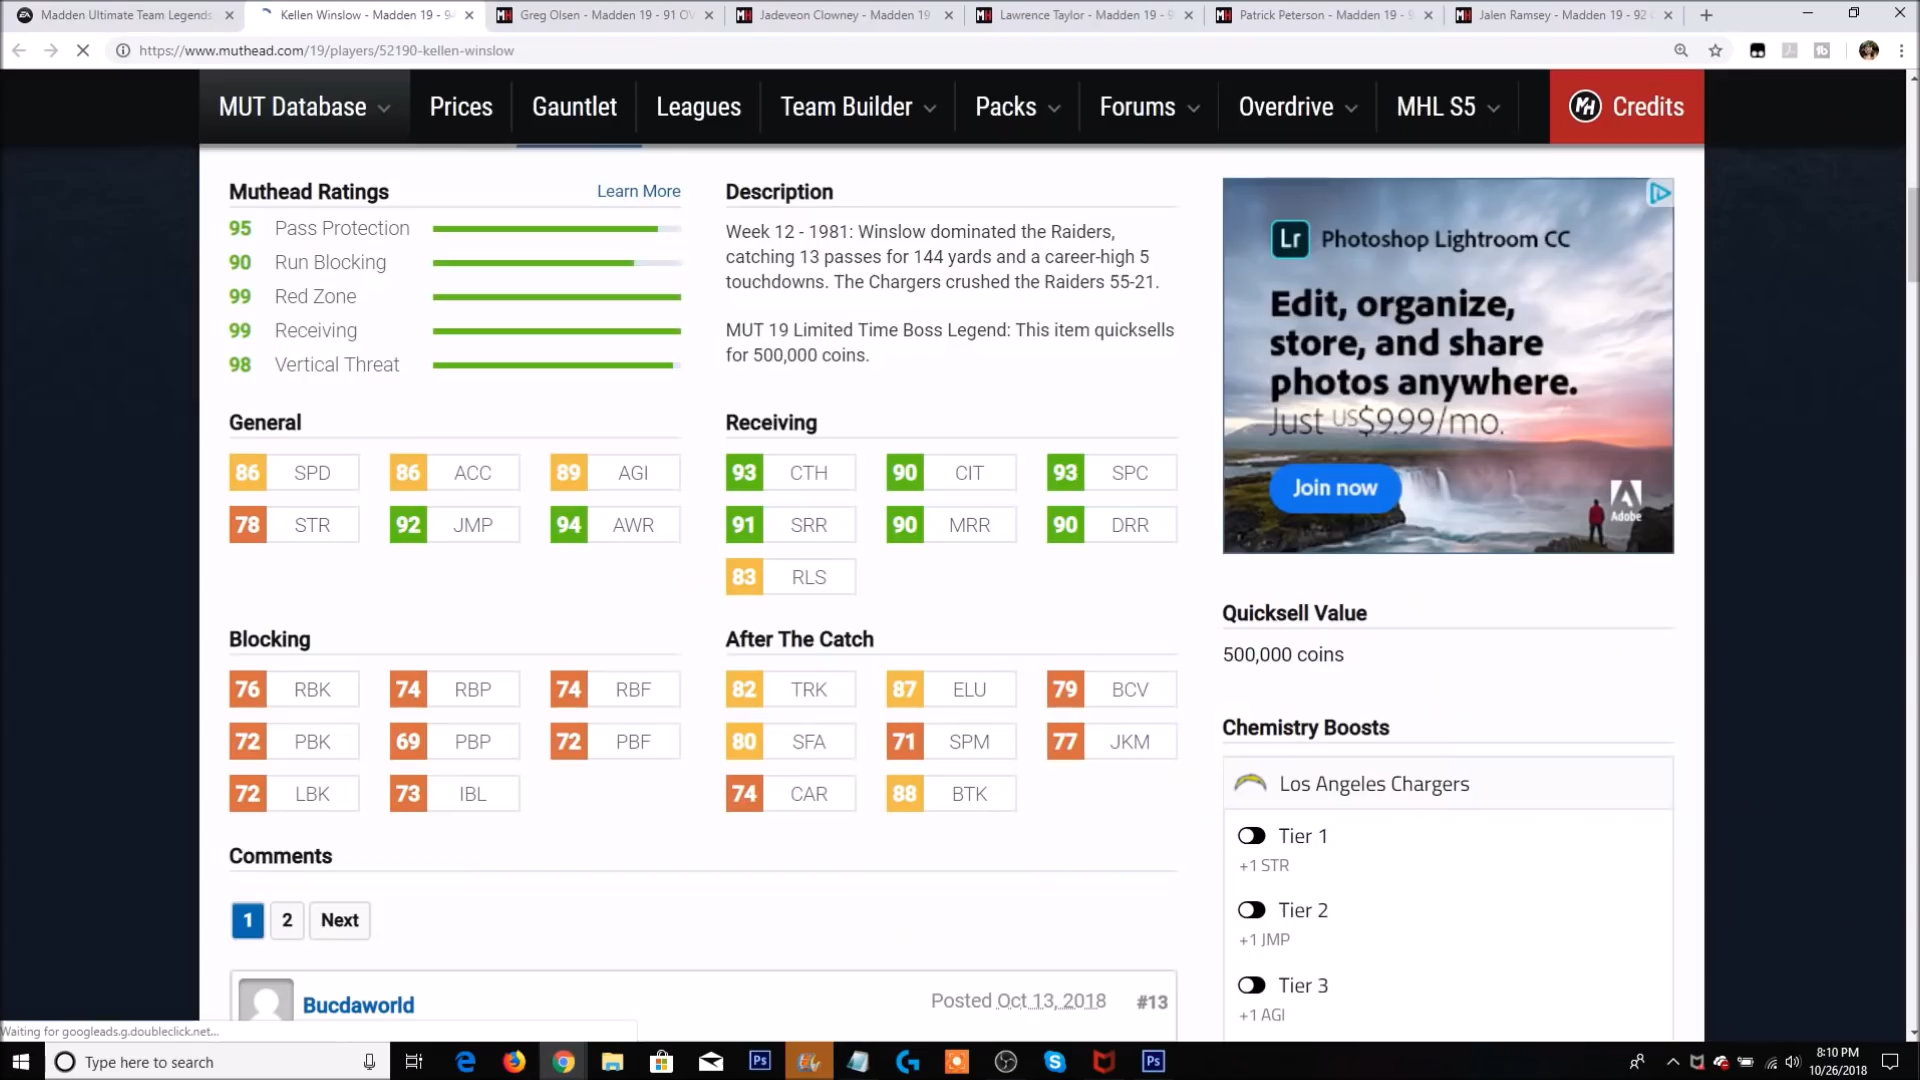 Madden Ultimate Team Legends
Kellen Winslow - Madden 19 - 94
Greg Olsen - Madden 19 - 91 OV
Jadeveon Clowney - Madden 19
Lawrence Taylor - Madden 19 - 9
Patrick Peterson - Madden 19 - 9
Jalen Ramsey - Madden 19 - 92
https://www.muthead.com/19/players/52190-kellen-winslow
MUT Database
Prices
Gauntlet
Leagues
Team Builder
Packs
Forums
Overdrive
MHL S5
Credits
Muthead Ratings
Learn More
95 Pass Protection
90 Run Blocking
99 Red Zone
99 Receiving
98 Vertical Threat
Description
Week 12 - 1981: Winslow dominated the Raiders,
catching 13 passes for 144 yards and a career-high 5
touchdowns. The Chargers crushed the Raiders 55-21.
MUT 19 Limited Time Boss Legend: This item quicksells
for 500,000 coins.
General
86 SPD 86 ACC 89 AGI
78 STR 92 JMP 94 AWR
Receiving
93 CTH 90 CIT 93 SPC
91 SRR 90 MRR 90 DRR
83 RLS
Blocking
76 RBK 74 RBP 74 RBF
72 PBK 69 PBP 72 PBF
72 LBK 73 IBL
After The Catch
82 TRK 87 ELU 79 BCV
80 SFA 71 SPM 77 JKM
74 CAR 88 BTK
Comments
1 2 Next
Bucdaworld
Posted Oct 13, 2018 #13
Lr Photoshop Lightroom CC
Edit, organize,
store, and share
photos anywhere.
Just US$9.99/mo.
Join now
Adobe
Quicksell Value
500,000 coins
Chemistry Boosts
Los Angeles Chargers
Tier 1
+1 STR
Tier 2
+1 JMP
Tier 3
+1 AGI
Waiting for googleads.g.doubleclick.net...
Type here to search
8:10 PM
10/26/2018